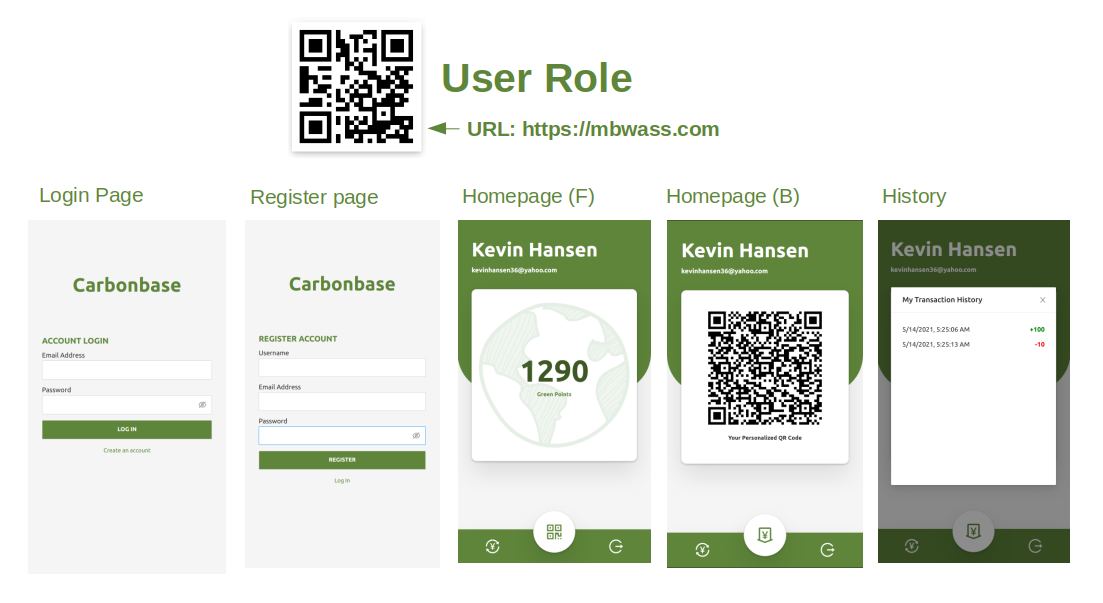 User Role
URL: https://mbwass.com
Login Page
Carbonbase
ACCOUNT LOGIN
Email Address
Password
LOG IN
Create an account
Register page
Carbonbase
REGISTER ACCOUNT
Username
Email Address
Password
REGISTER
Log In
Homepage (F)
Kevin Hansen
kevinhansen36@yahoo.com
1290
Green Points
Homepage (B)
Kevin Hansen
kevinhansen36@yahoo.com
Your Personalized QR Code
History
Kevin Hansen
kevinhansen36@yahoo.com
My Transaction History X
5/14/2021, 5:25:06 AM +100
5/14/2021, 5:25:13 AM -10